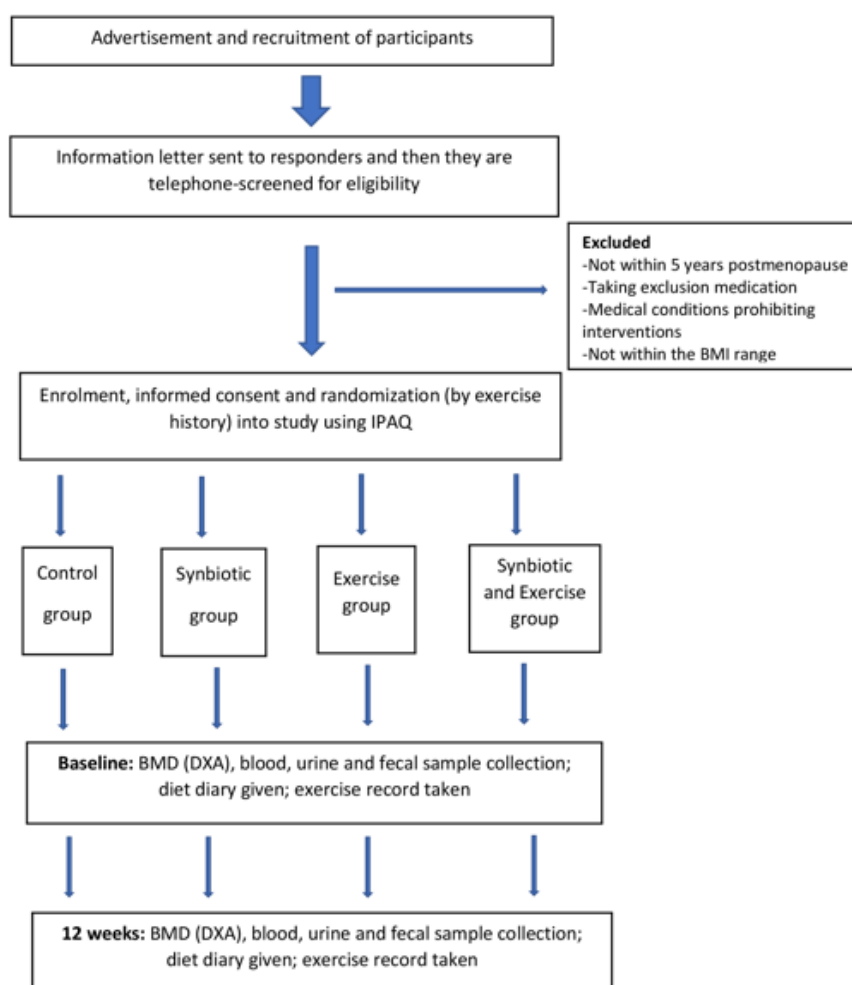 Advertisement and recruitment of participants
Information letter sent to responders and then they are
telephone-screened for eligibility
Excluded
-Not within 5 years postmenopause
-Taking exclusion medication
-Medical conditions prohibiting
interventions
-Not within the BMI range
Enrolment, informed consent and randomization (by exercise
history) into study using IPAQ
Control
group
Synbiotic
group
Exercise
group
Synbiotic
and Exercise
group
Baseline: BMD (DXA), blood, urine and fecal sample collection;
diet diary given; exercise record taken
12 weeks: BMD (DXA), blood, urine and fecal sample collection;
diet diary given; exercise record taken